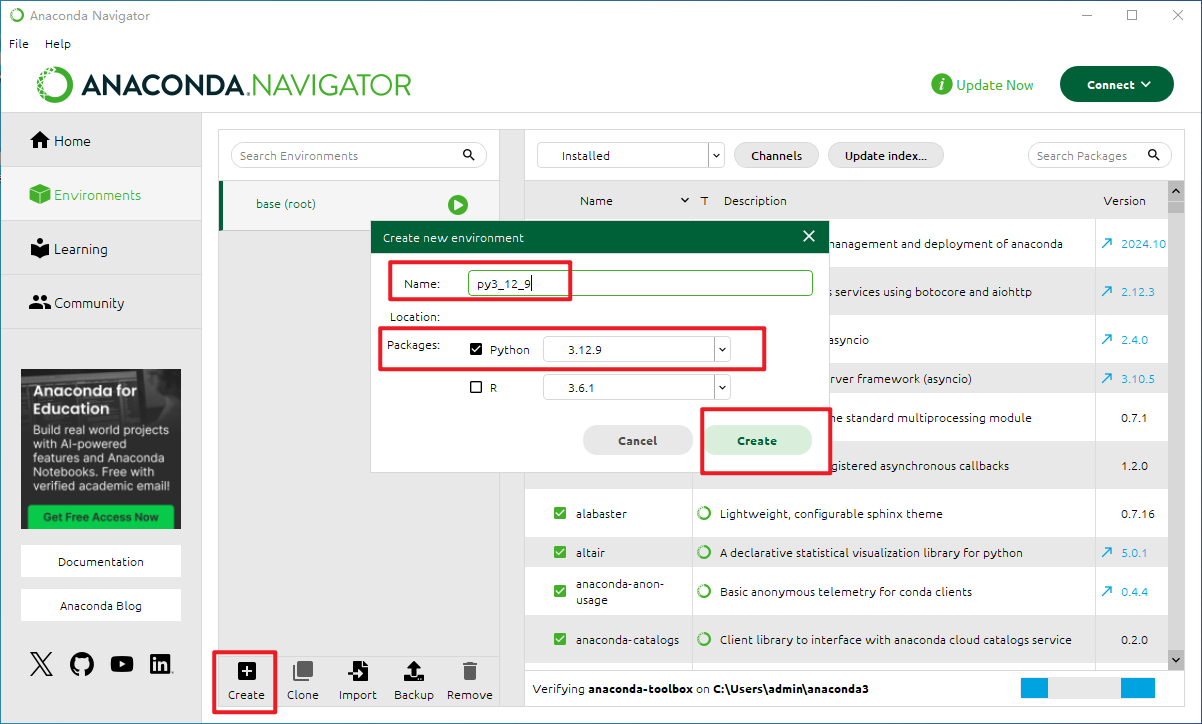 Anaconda Navigator
File Help
ANACONDA.NAVIGATOR
i Update Now
Connect
Home
Environments
Learning
Community
Anaconda for
Education
Build real world projects
with AI-powered
features and Anaconda
Notebooks. Free with
verified academic email!
Get Free Access Now
Documentation
Anaconda Blog
Search Environments
base (root)
Create Clone Import Backup Remove
Installed Channels Update index... Search Packages
Name T Description Version
management and deployment of anaconda 2024.10
s services using botocore and aiohttp 2.12.3
asyncio 2.4.0
rver framework (asyncio) 3.10.5
he standard multiprocessing module 0.7.1
gistered asynchronous callbacks 1.2.0
alabaster Lightweight, configurable sphinx theme 0.7.16
altair A declarative statistical visualization library for python 5.0.1
anaconda-anon-
usage Basic anonymous telemetry for conda clients 0.4.4
anaconda-catalogs Client library to interface with anaconda cloud catalogs service 0.2.0
Verifying anaconda-toolbox on C:\Users\admin\anaconda3
Create new environment
Name: py3_12_9
Location:
Packages: Python 3.12.9
R 3.6.1
Cancel Create